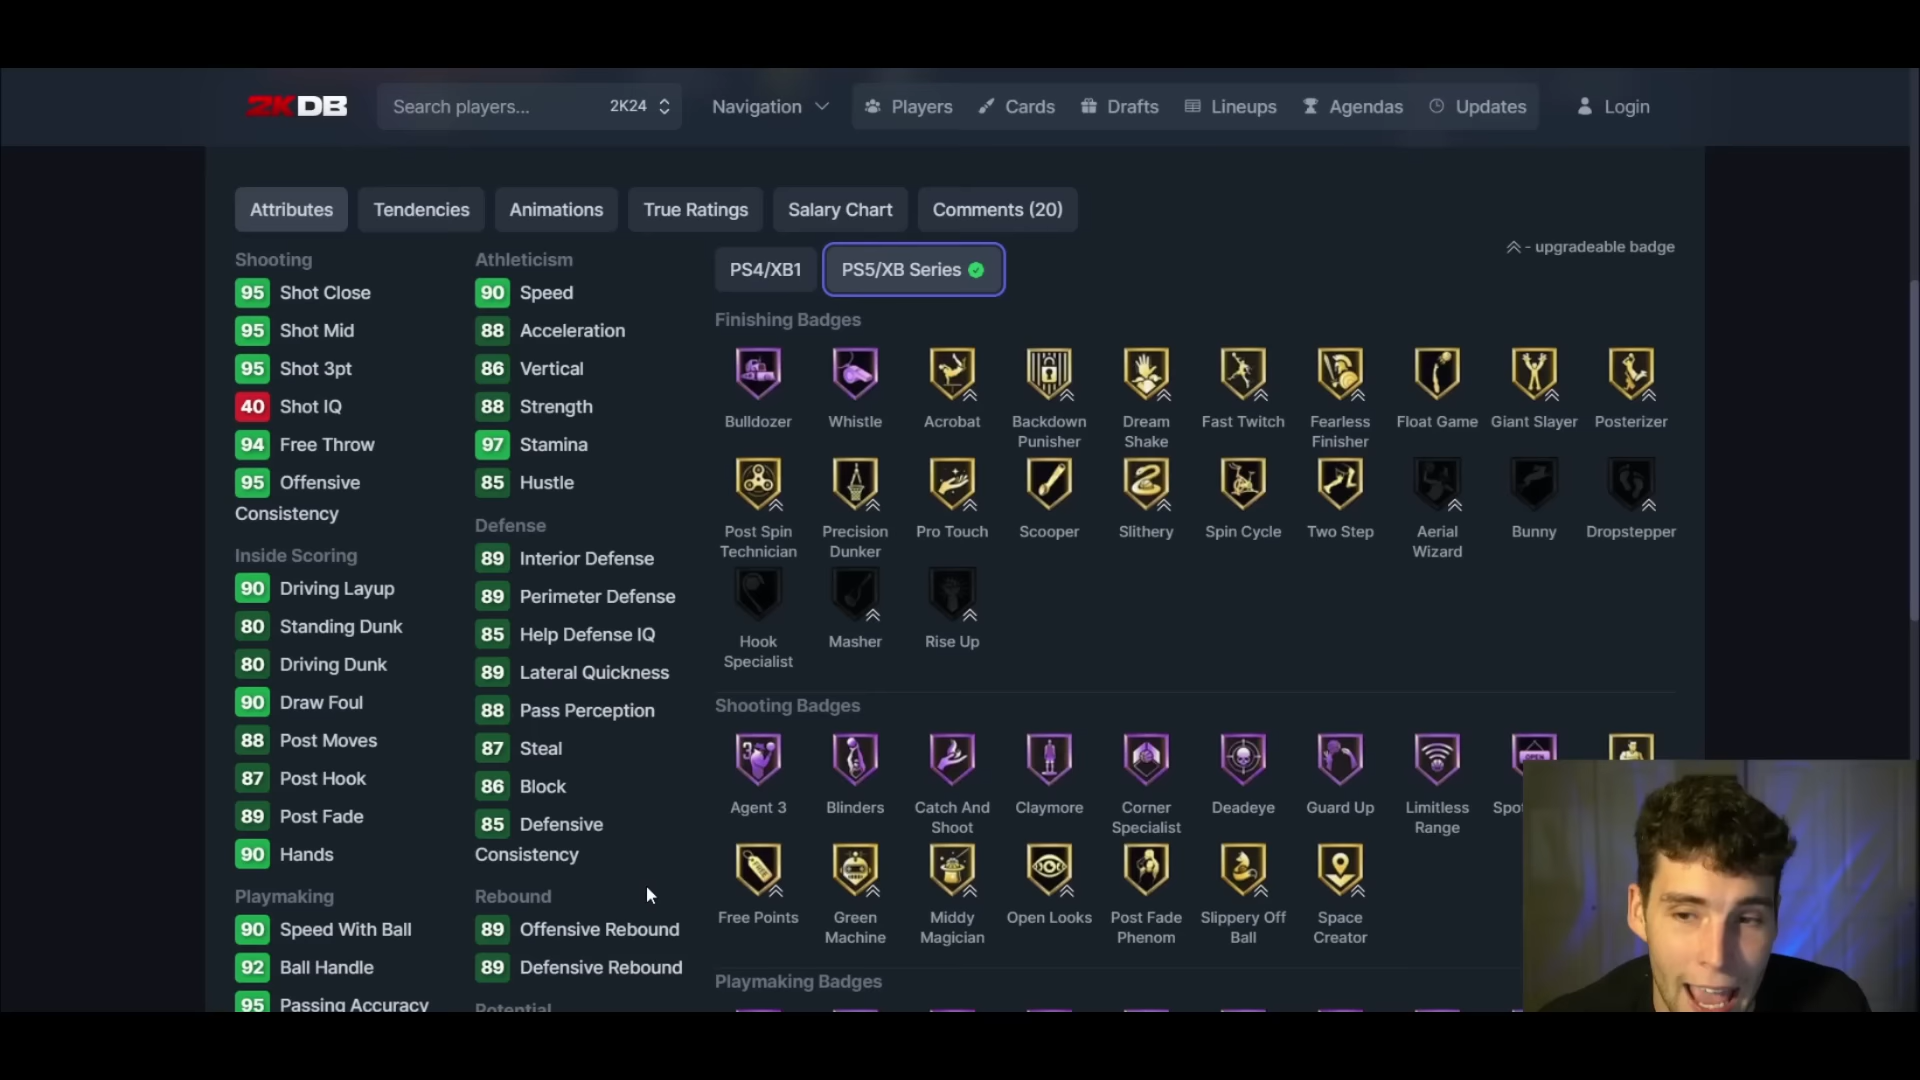 2KDB
Search players...
2K24
Navigation
Players
Cards
Drafts
Lineups
Agendas
Updates
Login
Attributes
Tendencies
Animations
True Ratings
Salary Chart
Comments (20)
Shooting
95 Shot Close
95 Shot Mid
95 Shot 3pt
40 Shot IQ
94 Free Throw
95 Offensive
Consistency
Inside Scoring
90 Driving Layup
80 Standing Dunk
80 Driving Dunk
90 Draw Foul
88 Post Moves
87 Post Hook
89 Post Fade
90 Hands
Playmaking
90 Speed With Ball
92 Ball Handle
95 Passing Accuracy
Athleticism
90 Speed
88 Acceleration
86 Vertical
88 Strength
97 Stamina
85 Hustle
Defense
89 Interior Defense
89 Perimeter Defense
85 Help Defense IQ
89 Lateral Quickness
88 Pass Perception
87 Steal
86 Block
85 Defensive
Consistency
Rebound
89 Offensive Rebound
89 Defensive Rebound
Potential
PS4/XB1
PS5/XB Series
- upgradeable badge
Finishing Badges
Bulldozer
Whistle
Acrobat
Backdown
Punisher
Dream
Shake
Fast Twitch
Fearless
Finisher
Float Game
Giant Slayer
Posterizer
Post Spin
Technician
Precision
Dunker
Pro Touch
Scooper
Slithery
Spin Cycle
Two Step
Aerial
Wizard
Bunny
Dropstepper
Hook
Specialist
Masher
Rise Up
Shooting Badges
Agent 3
Blinders
Catch And
Shoot
Claymore
Corner
Specialist
Deadeye
Guard Up
Limitless
Range
Free Points
Green
Machine
Middy
Magician
Open Looks
Post Fade
Phenom
Slippery Off
Ball
Space
Creator
Playmaking Badges